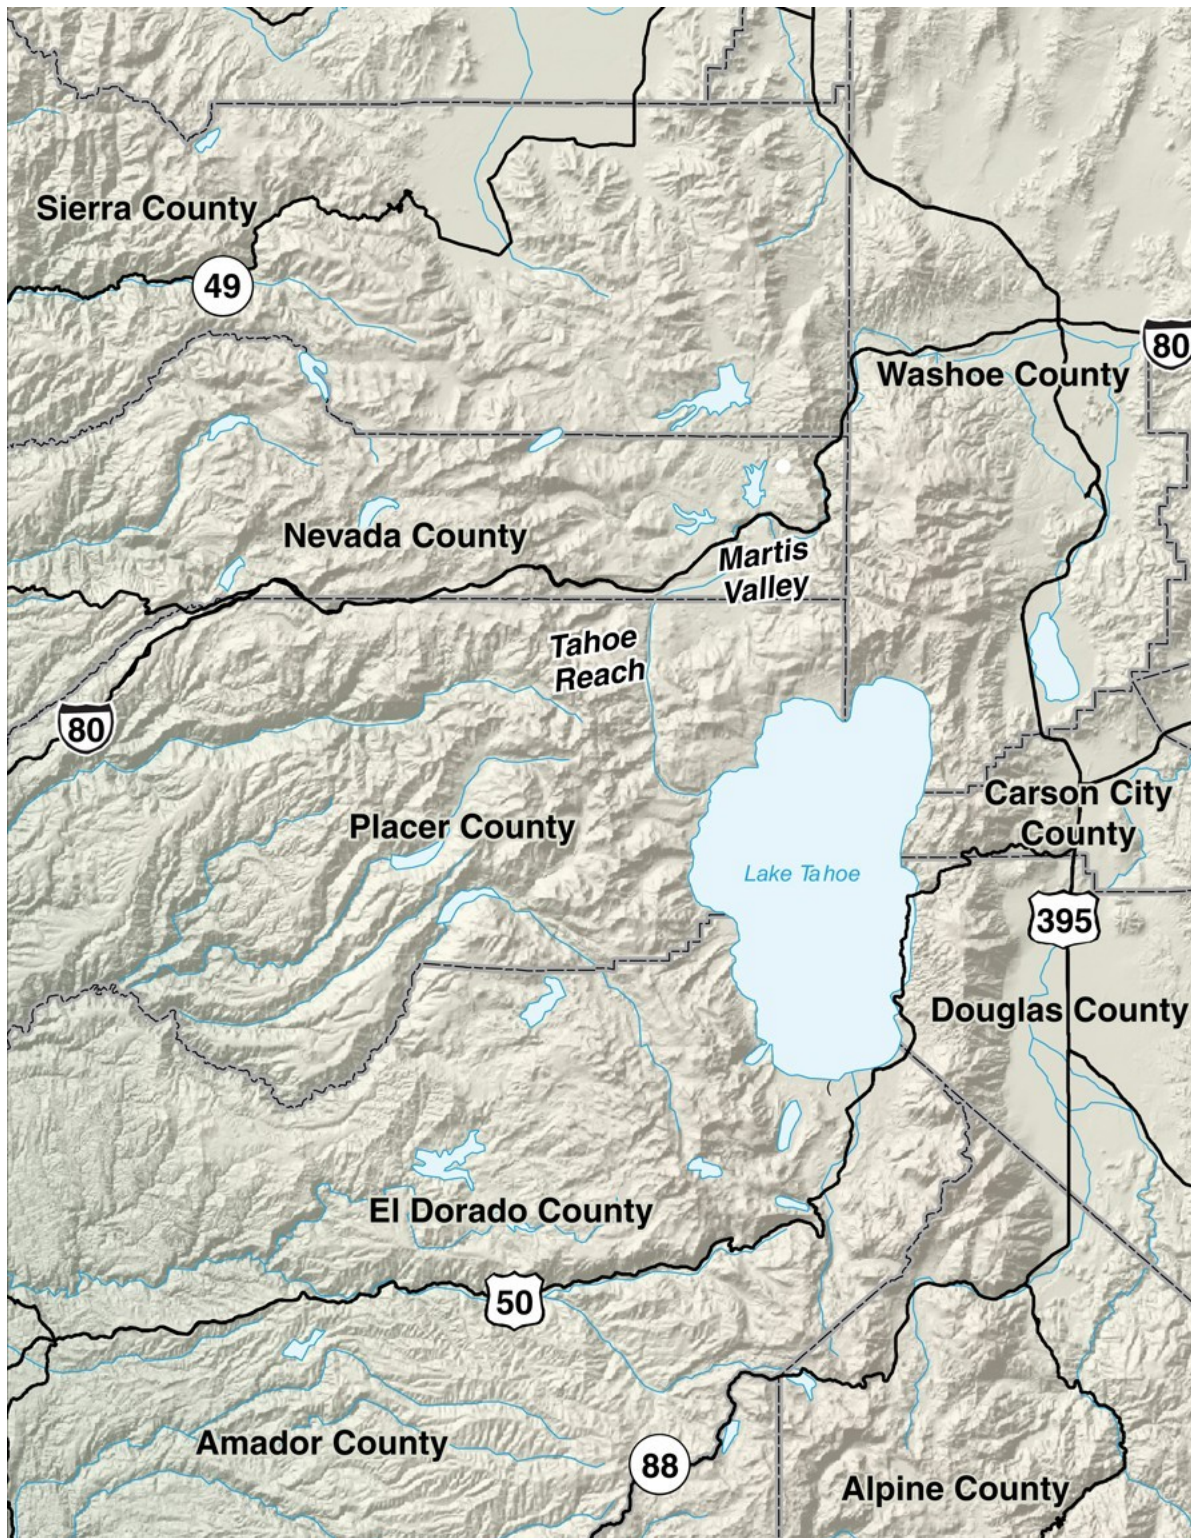 Sierra County
49
80
Washoe County
Nevada County
Martis
Valley
Tahoe
Reach
80
Carson City
County
Placer County
Lake Tahoe
395
Douglas County
El Dorado County
50
Amador County
88
Alpine County